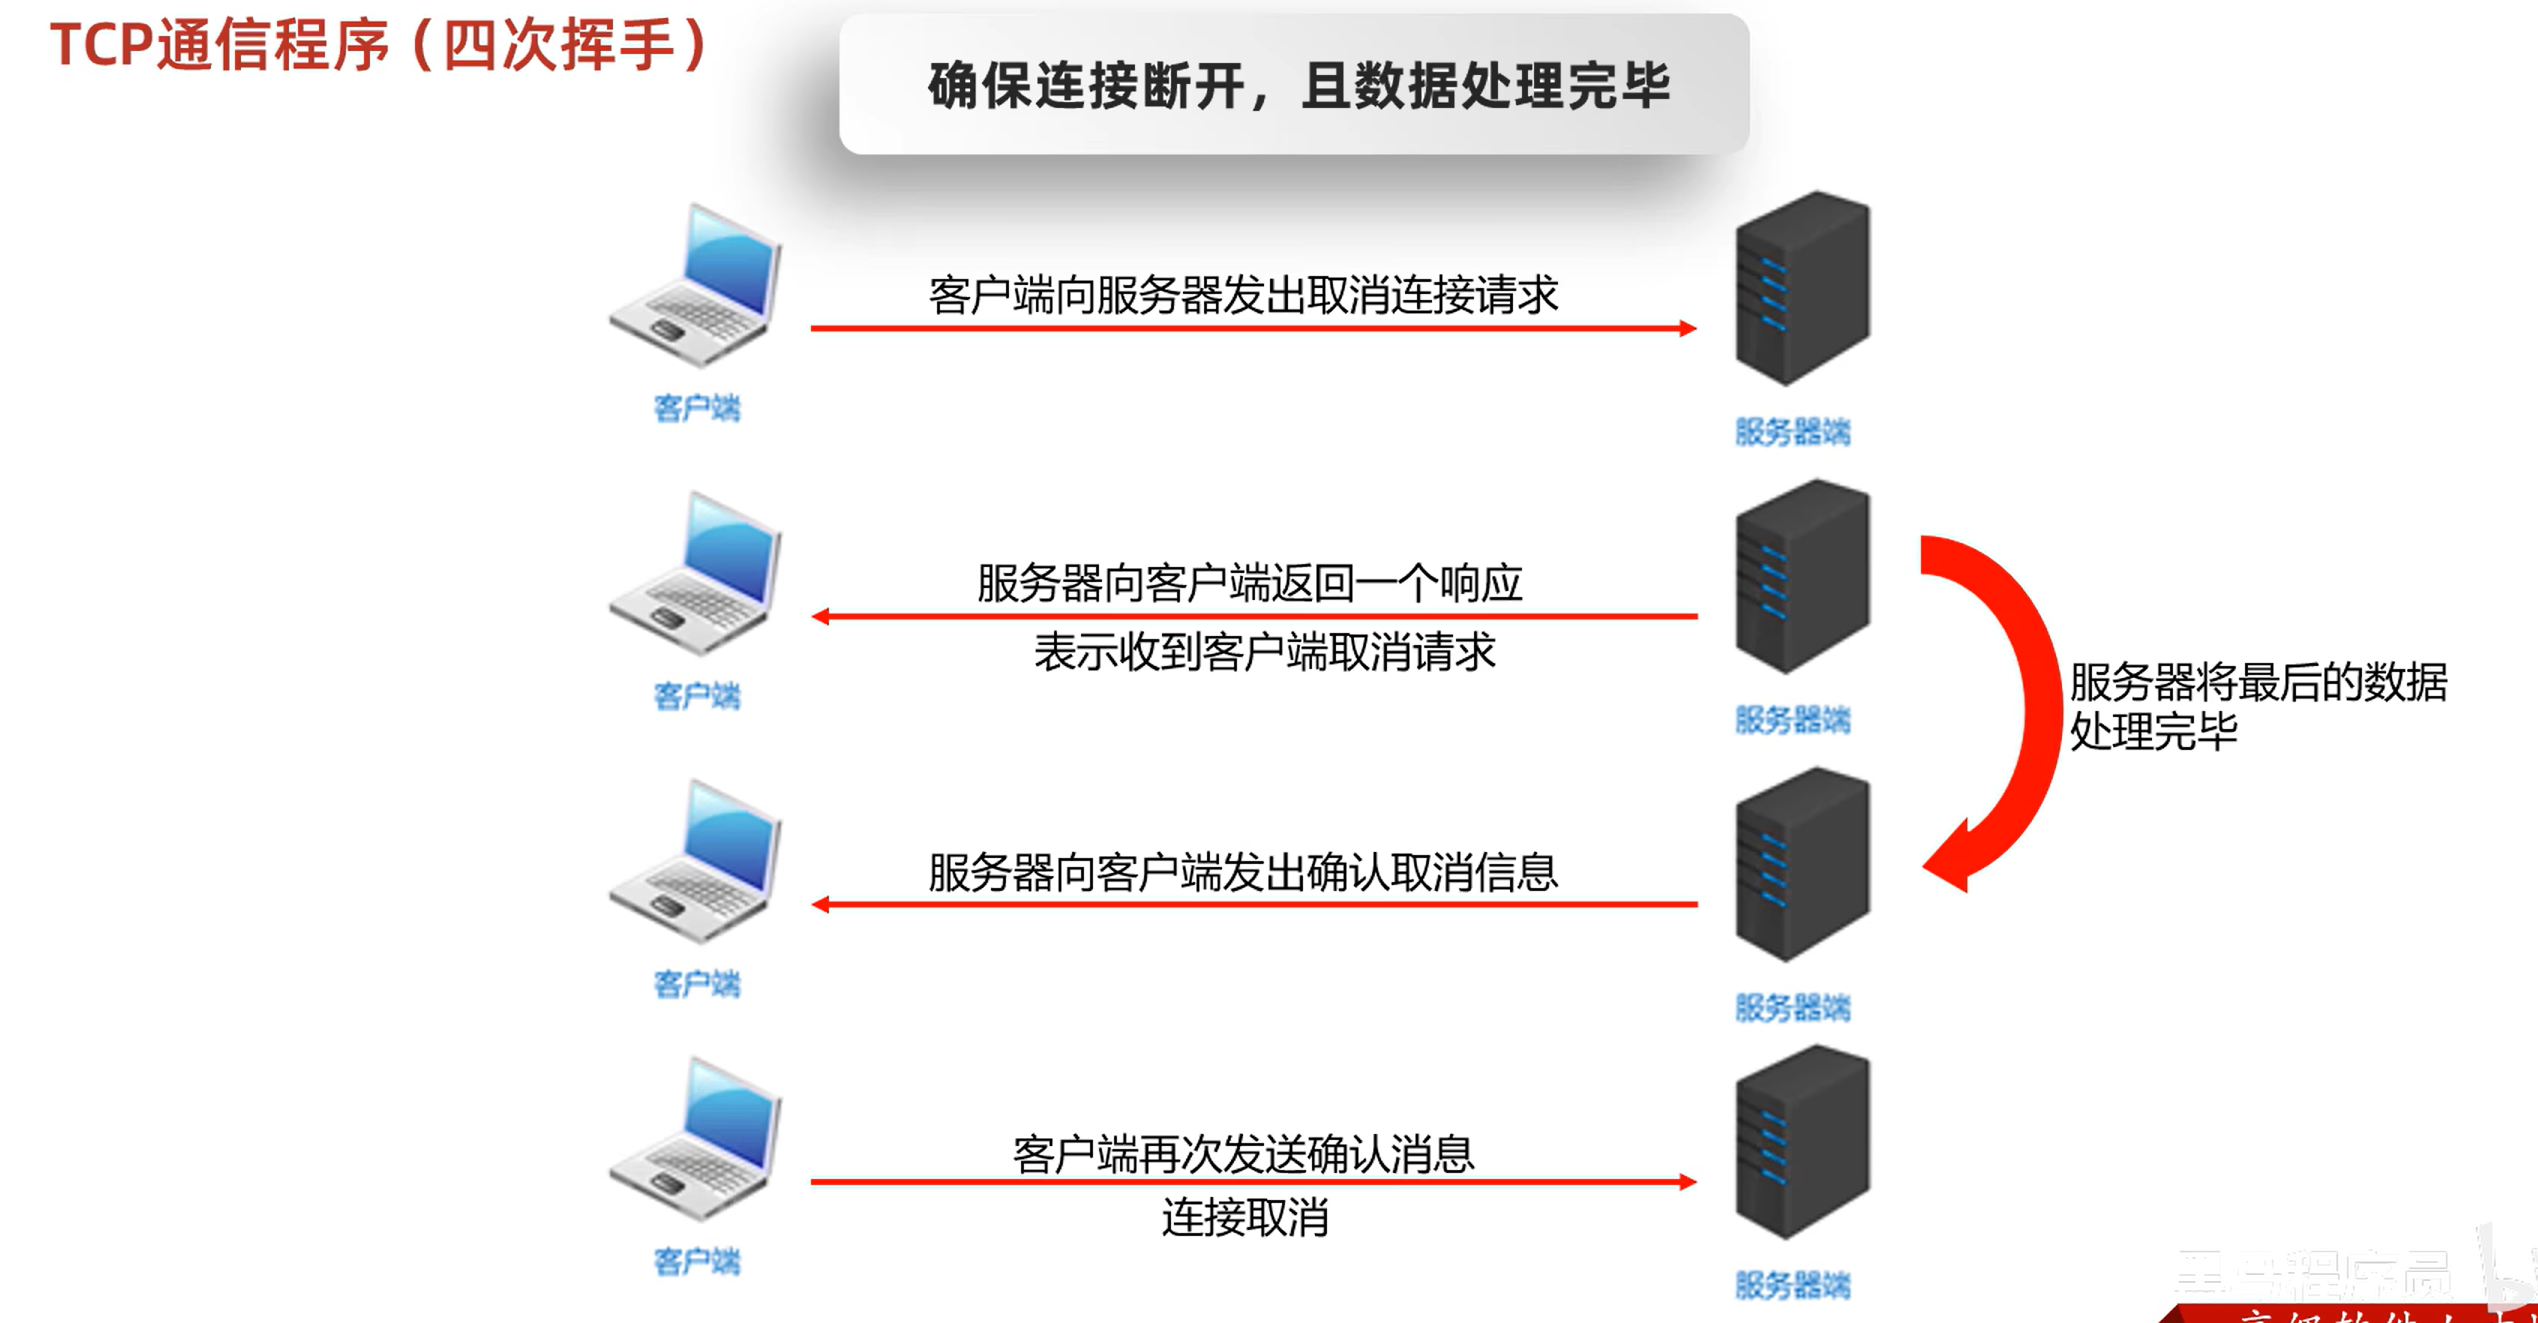 TCP通信程序（四次挥手）
确保连接断开，且数据处理完毕
客户端向服务器发出取消连接请求
客户端
服务器端
服务器向客户端返回一个响应
表示收到客户端取消请求
客户端
服务器端
服务器将最后的数据
处理完毕
服务器向客户端发出确认取消信息
客户端
服务器端
客户端再次发送确认消息
连接取消
客户端
服务器端
黑马程序员